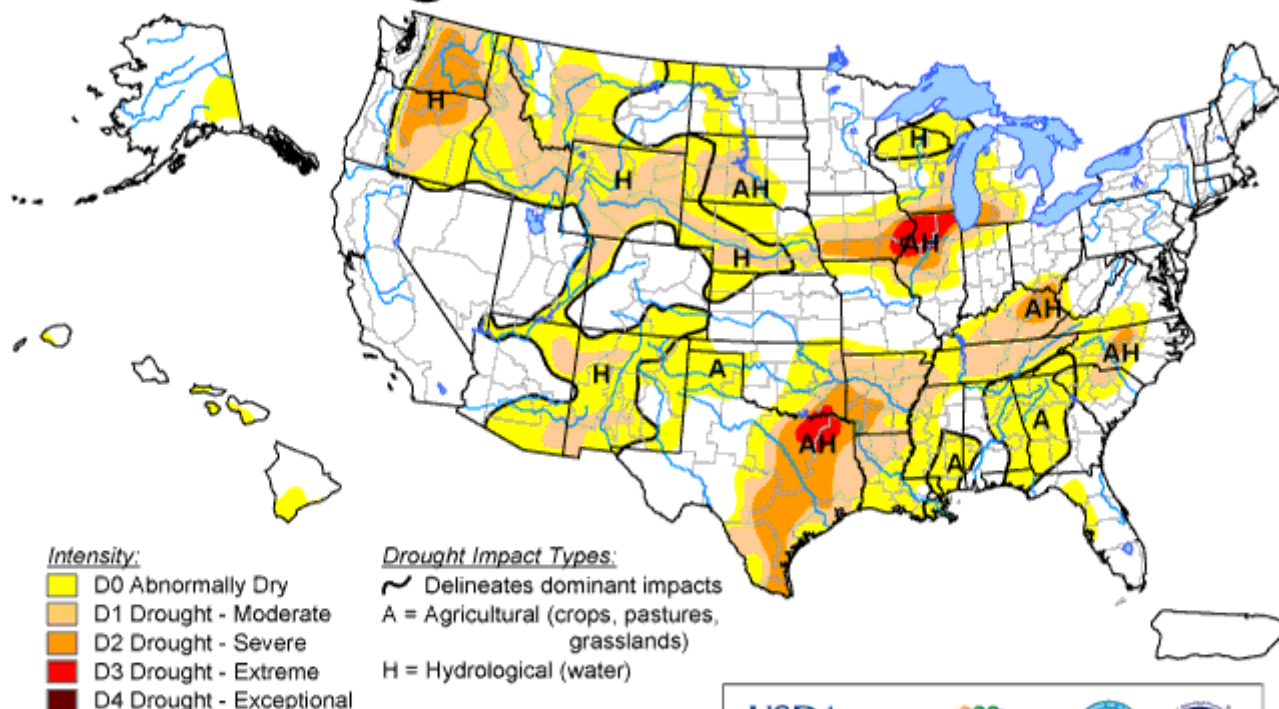 H
H
H
AH
AH
H
AH
AH
H
A
A
AH
A
Intensity:
D0 Abnormally Dry
D1 Drought - Moderate
D2 Drought - Severe
D3 Drought - Extreme
D4 Drought - Exceptional
Drought Impact Types:
Delineates dominant impacts
A = Agricultural (crops, pastures,
grasslands)
H = Hydrological (water)
USDA